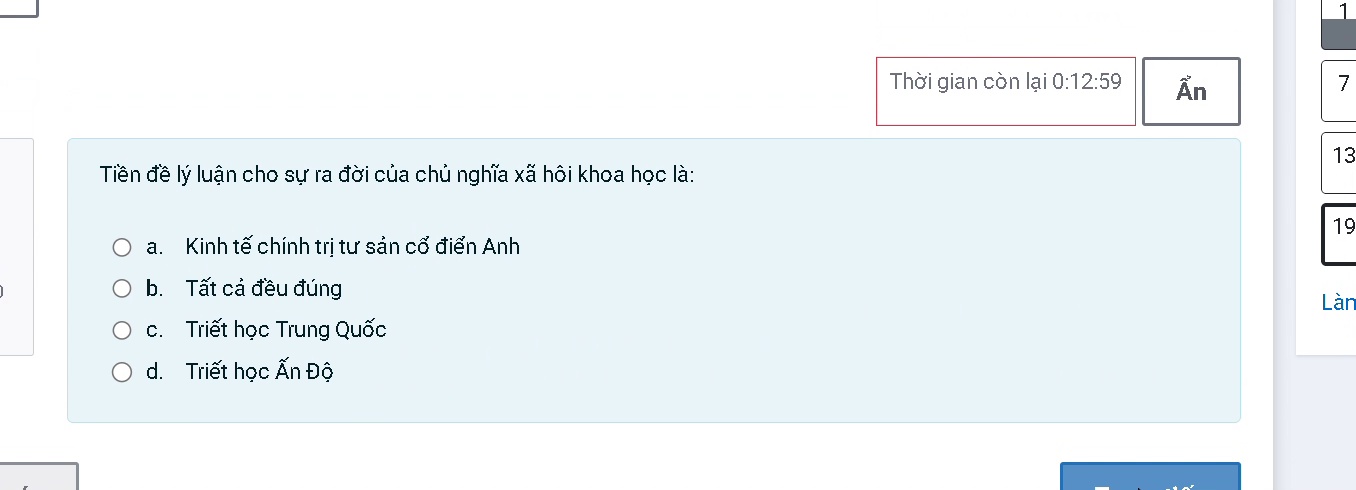 1
Thời gian còn lại 0:12:59
Ẩn
7
Tiền đề lý luận cho sự ra đời của chủ nghĩa xã hôi khoa học là:
13
a. Kinh tế chính trị tư sản cổ điển Anh
19
b. Tất cả đều đúng
c. Triết học Trung Quốc
d. Triết học Ấn Độ